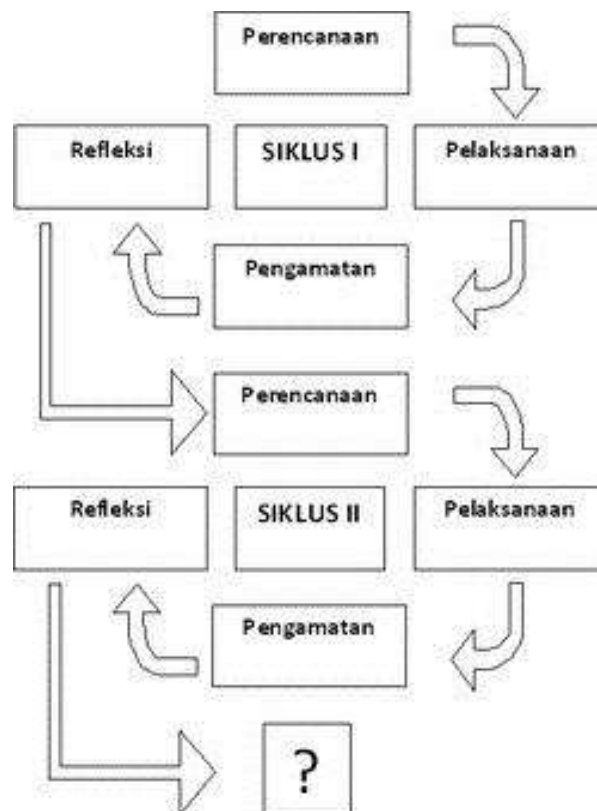 Perencanaan
Refleksi
SIKLUS I
Pelaksanaan
Pengamatan
Perencanaan
Refleksi
SIKLUS II
Pelaksanaan
Pengamatan
?